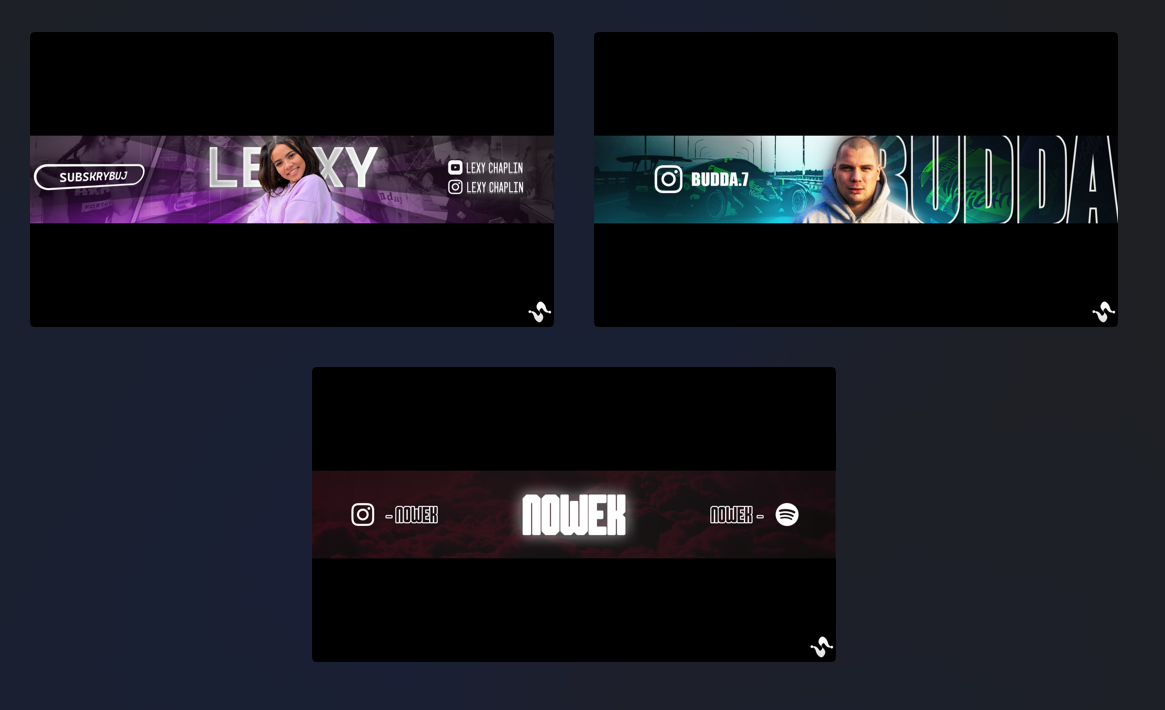 SUBSKRYBUJ
LEXY
LEXY CHAPLIN
LEXY CHAPLIN
BUDDA.7
BUDDA
- NOWEK
NOWEK
NOWEK -